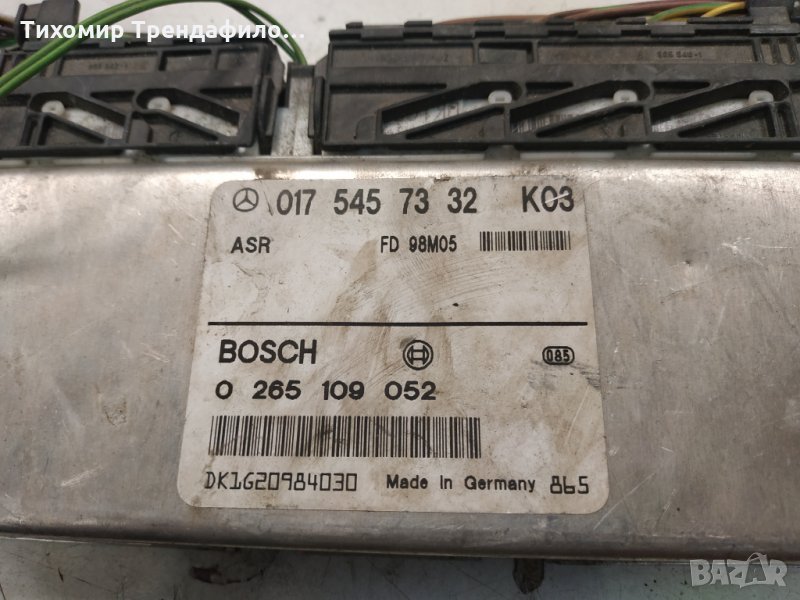 Тихомир Трендафило...
017 545 73 32 K03
ASR FD 98M05
BOSCH
085
0 265 109 052
DK1G20984030 Made in Germany 865
BAZAR